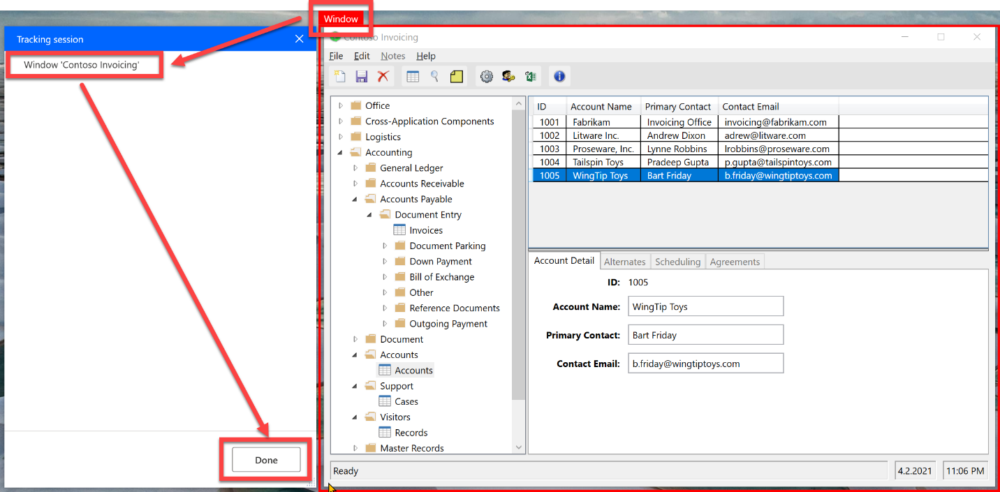 Window
Tracking session
Window 'Contoso Invoicing'
Done
Contoso Invoicing
File Edit Notes Help
Office
Cross-Application Components
Logistics
Accounting
General Ledger
Accounts Receivable
Accounts Payable
Document Entry
Invoices
Document Parking
Down Payment
Bill of Exchange
Other
Reference Documents
Outgoing Payment
Document
Accounts
Accounts
Support
Cases
Visitors
Records
Master Records
ID Account Name Primary Contact Contact Email
1001 Fabrikam Invoicing Office invoicing@fabrikam.com
1002 Litware Inc. Andrew Dixon adrew@litware.com
1003 Proseware, Inc. Lynne Robbins lrobbins@proseware.com
1004 Tailspin Toys Pradeep Gupta p.gupta@tailspintoys.com
1005 WingTip Toys Bart Friday b.friday@wingtiptoys.com
Account Detail Alternates Scheduling Agreements
ID: 1005
Account Name: WingTip Toys
Primary Contact: Bart Friday
Contact Email: b.friday@wingtiptoys.com
Ready 4.2.2021 11:06 PM